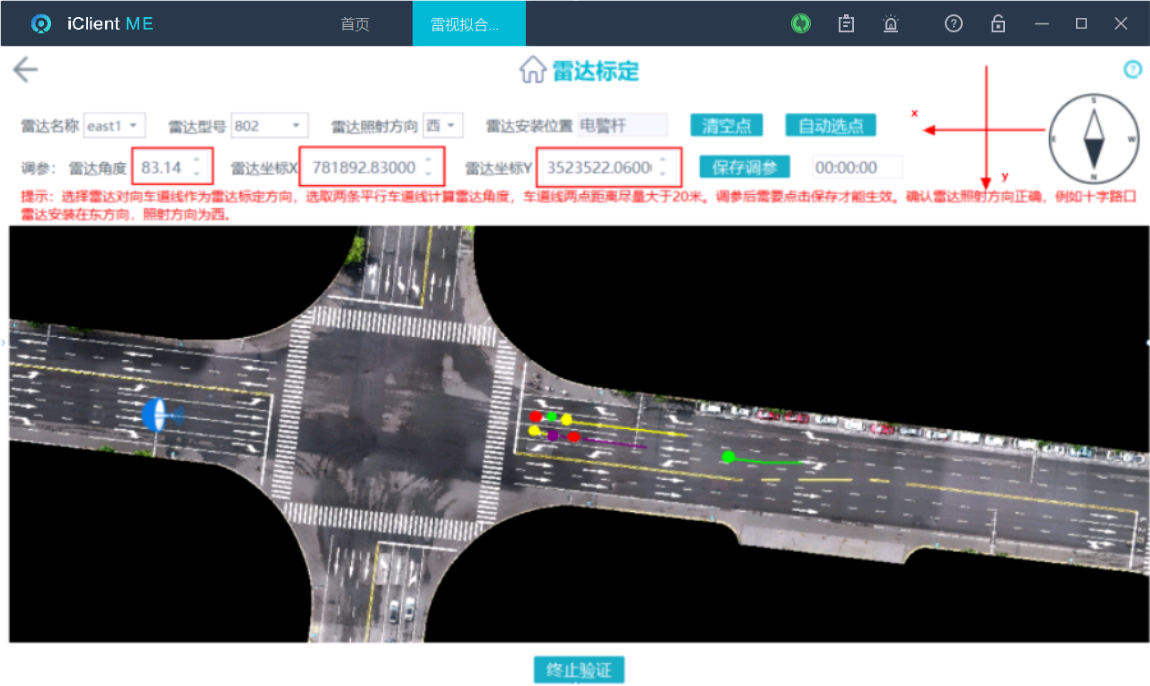 iClient ME
首页
雷视拟合...
雷达标定
雷达名称 east1 雷达型号 802 雷达照射方向 西 雷达安装位置 电警杆 清空点 自动选点
调参: 雷达角度 83.14 雷达坐标X 781892.83000 雷达坐标Y 3523522.0600 保存调参 00:00:00
提示：选择雷达对向车道线作为雷达标定方向，选取两条平行车道线计算雷达角度，车道线两点距离尽量大于20米。调参后需要点击保存才能生效。确认雷达照射方向正确，例如十字路口
雷达安装在东方向，照射方向为西。
x
y
S
E
W
N
终止验证